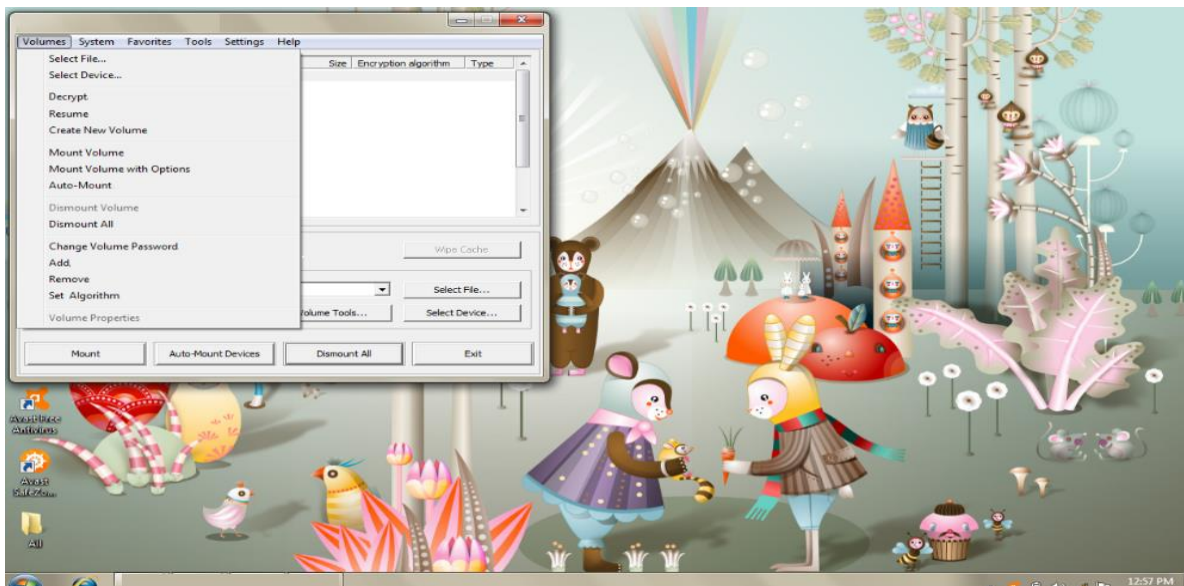 Volumes System Favorites Tools Settings Help
Select File...
Select Device...
Size Encryption algorithm Type
Decrypt
Resume
Create New Volume
Mount Volume
Mount Volume with Options
Auto-Mount
Dismount Volume
Dismount All
Change Volume Password
Wipe Cache
Add.
Remove
Set Algorithm
Select File...
Volume Properties
Volume Tools...
Select Device...
Mount
Auto-Mount Devices
Dismount All
Exit
Avast Free
Antivirus
Avast
SafeZo...
All
12:57 PM